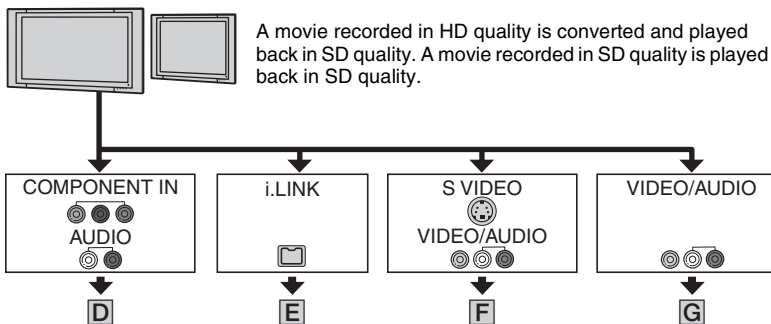 A movie recorded in HD quality is converted and played
back in SD quality. A movie recorded in SD quality is played
back in SD quality.
COMPONENT IN
AUDIO
i.LINK
S VIDEO
VIDEO/AUDIO
VIDEO/AUDIO
D
E
F
G